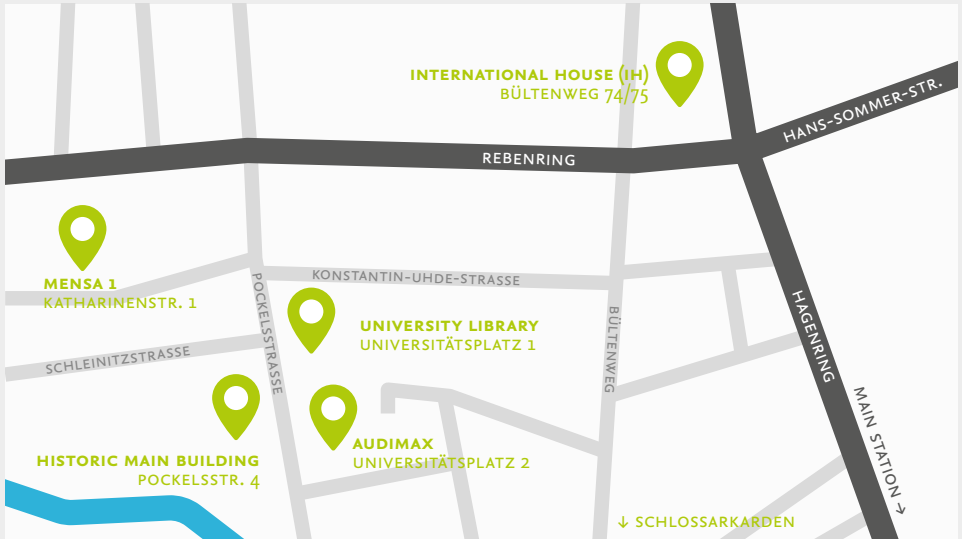 INTERNATIONAL HOUSE (IH)
BÜLTENWEG 74/75
HANS-SOMMER-STR.
REBENRING
MENSA 1
KATHARINENSTR. 1
KONSTANTIN-UHDE-STRASSE
POCKELSSTRASSE
UNIVERSITY LIBRARY
UNIVERSITÄTSPLATZ 1
BÜLTENWEG
HAGENRING
SCHLEINITZSTRASSE
MAIN STATION →
AUDIMAX
UNIVERSITÄTSPLATZ 2
HISTORIC MAIN BUILDING
POCKELSSTR. 4
↓ SCHLOSSARKARDEN